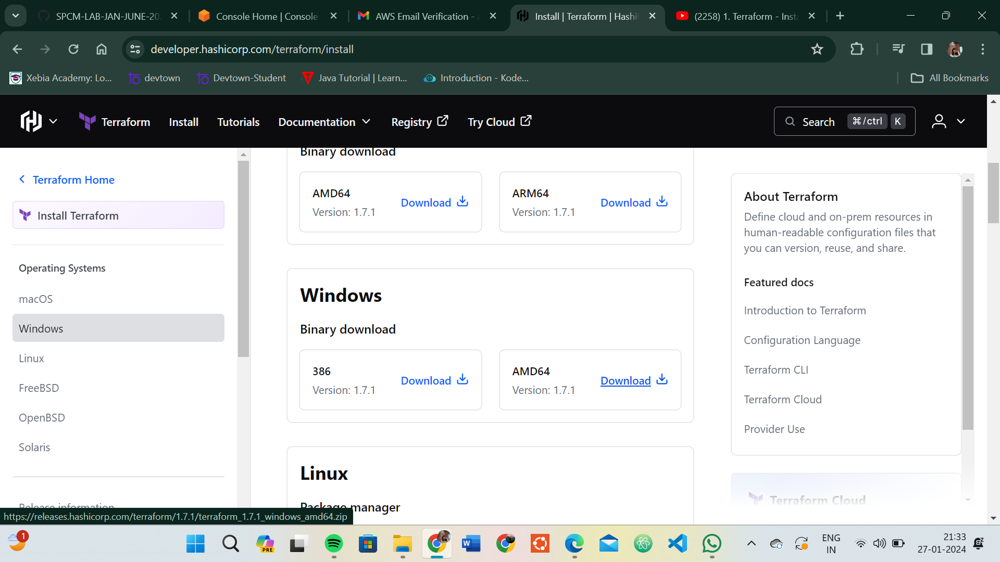 SPCM-LAB-JAN-JUNE-20
Console Home | Console
AWS Email Verification -
Install | Terraform | Hashi
(2258) 1. Terraform - Inst
developer.hashicorp.com/terraform/install
Xebia Academy: Lo...
devtown
Devtown-Student
Java Tutorial | Learn...
Introduction - Kode...
All Bookmarks
Terraform
Install
Tutorials
Documentation
Registry
Try Cloud
Search
⌘/ctrl
K
Terraform Home
Install Terraform
Operating Systems
macOS
Windows
Linux
FreeBSD
OpenBSD
Solaris
Release information
Binary download
AMD64
Version: 1.7.1
Download
ARM64
Version: 1.7.1
Download
Windows
Binary download
386
Version: 1.7.1
Download
AMD64
Version: 1.7.1
Download
Linux
Package manager
About Terraform
Define cloud and on-prem resources in
human-readable configuration files that
you can version, reuse, and share.
Featured docs
Introduction to Terraform
Configuration Language
Terraform CLI
Terraform Cloud
Provider Use
Terraform Cloud
https://releases.hashicorp.com/terraform/1.7.1/terraform_1.7.1_windows_amd64.zip
1
PRE
W
ENG
IN
21:33
27-01-2024